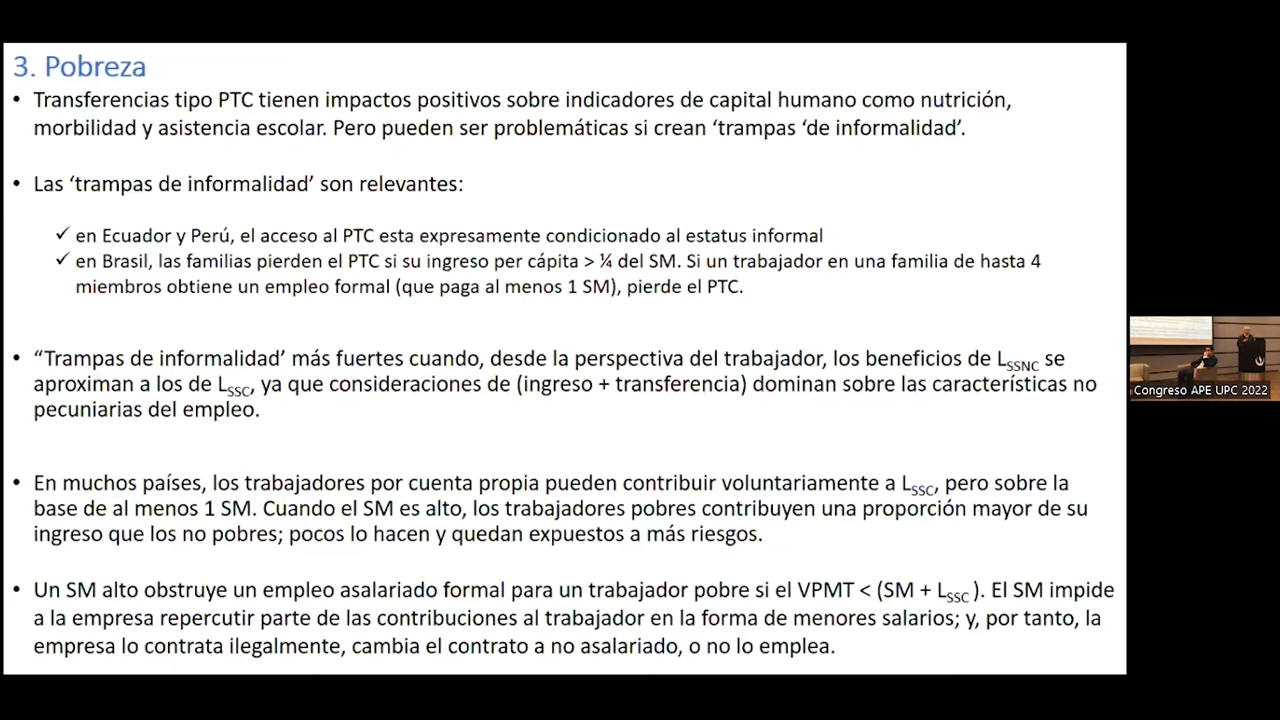 3. Pobreza
• Transferencias tipo PTC tienen impactos positivos sobre indicadores de capital humano como nutrición,
morbilidad y asistencia escolar. Pero pueden ser problemáticas si crean ‘trampas ‘de informalidad’.
• Las ‘trampas de informalidad’ son relevantes:
✓ en Ecuador y Perú, el acceso al PTC esta expresamente condicionado al estatus informal
✓ en Brasil, las familias pierden el PTC si su ingreso per cápita > ¼ del SM. Si un trabajador en una familia de hasta 4
miembros obtiene un empleo formal (que paga al menos 1 SM), pierde el PTC.
• “Trampas de informalidad’ más fuertes cuando, desde la perspectiva del trabajador, los beneficios de LSSNC se
aproximan a los de LSSC, ya que consideraciones de (ingreso + transferencia) dominan sobre las características no
pecuniarias del empleo.
• En muchos países, los trabajadores por cuenta propia pueden contribuir voluntariamente a LSSC, pero sobre la
base de al menos 1 SM. Cuando el SM es alto, los trabajadores pobres contribuyen una proporción mayor de su
ingreso que los no pobres; pocos lo hacen y quedan expuestos a más riesgos.
• Un SM alto obstruye un empleo asalariado formal para un trabajador pobre si el VPMT < (SM + LSSC ). El SM impide
a la empresa repercutir parte de las contribuciones al trabajador en la forma de menores salarios; y, por tanto, la
empresa lo contrata ilegalmente, cambia el contrato a no asalariado, o no lo emplea.
Congreso APE UPC 2022